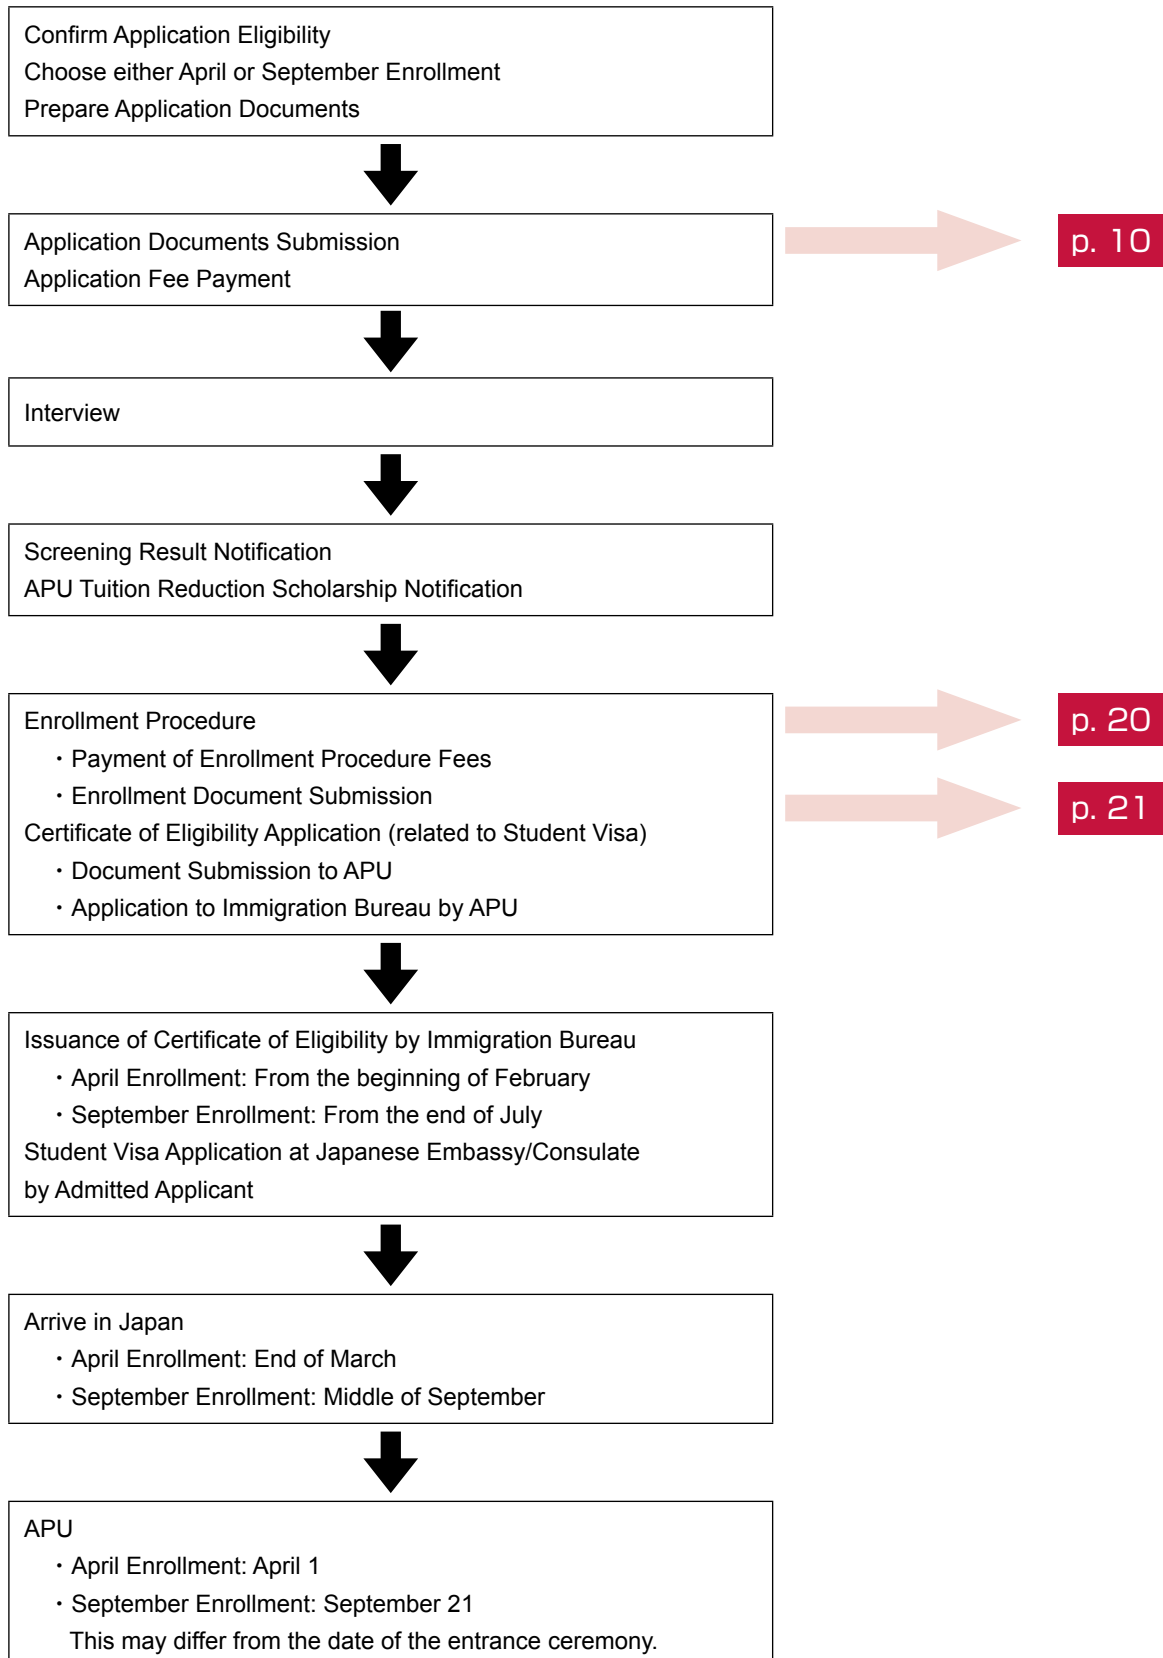 Confirm Application Eligibility
Choose either April or September Enrollment
Prepare Application Documents
Application Documents Submission
Application Fee Payment
p. 10
Interview
Screening Result Notification
APU Tuition Reduction Scholarship Notification
Enrollment Procedure
・Payment of Enrollment Procedure Fees
p. 20
・Enrollment Document Submission
Certificate of Eligibility Application (related to Student Visa)
p. 21
・Document Submission to APU
・Application to Immigration Bureau by APU
Issuance of Certificate of Eligibility by Immigration Bureau
・April Enrollment: From the beginning of February
・September Enrollment: From the end of July
Student Visa Application at Japanese Embassy/Consulate
by Admitted Applicant
Arrive in Japan
・April Enrollment: End of March
・September Enrollment: Middle of September
APU
・April Enrollment: April 1
・September Enrollment: September 21
This may differ from the date of the entrance ceremony.